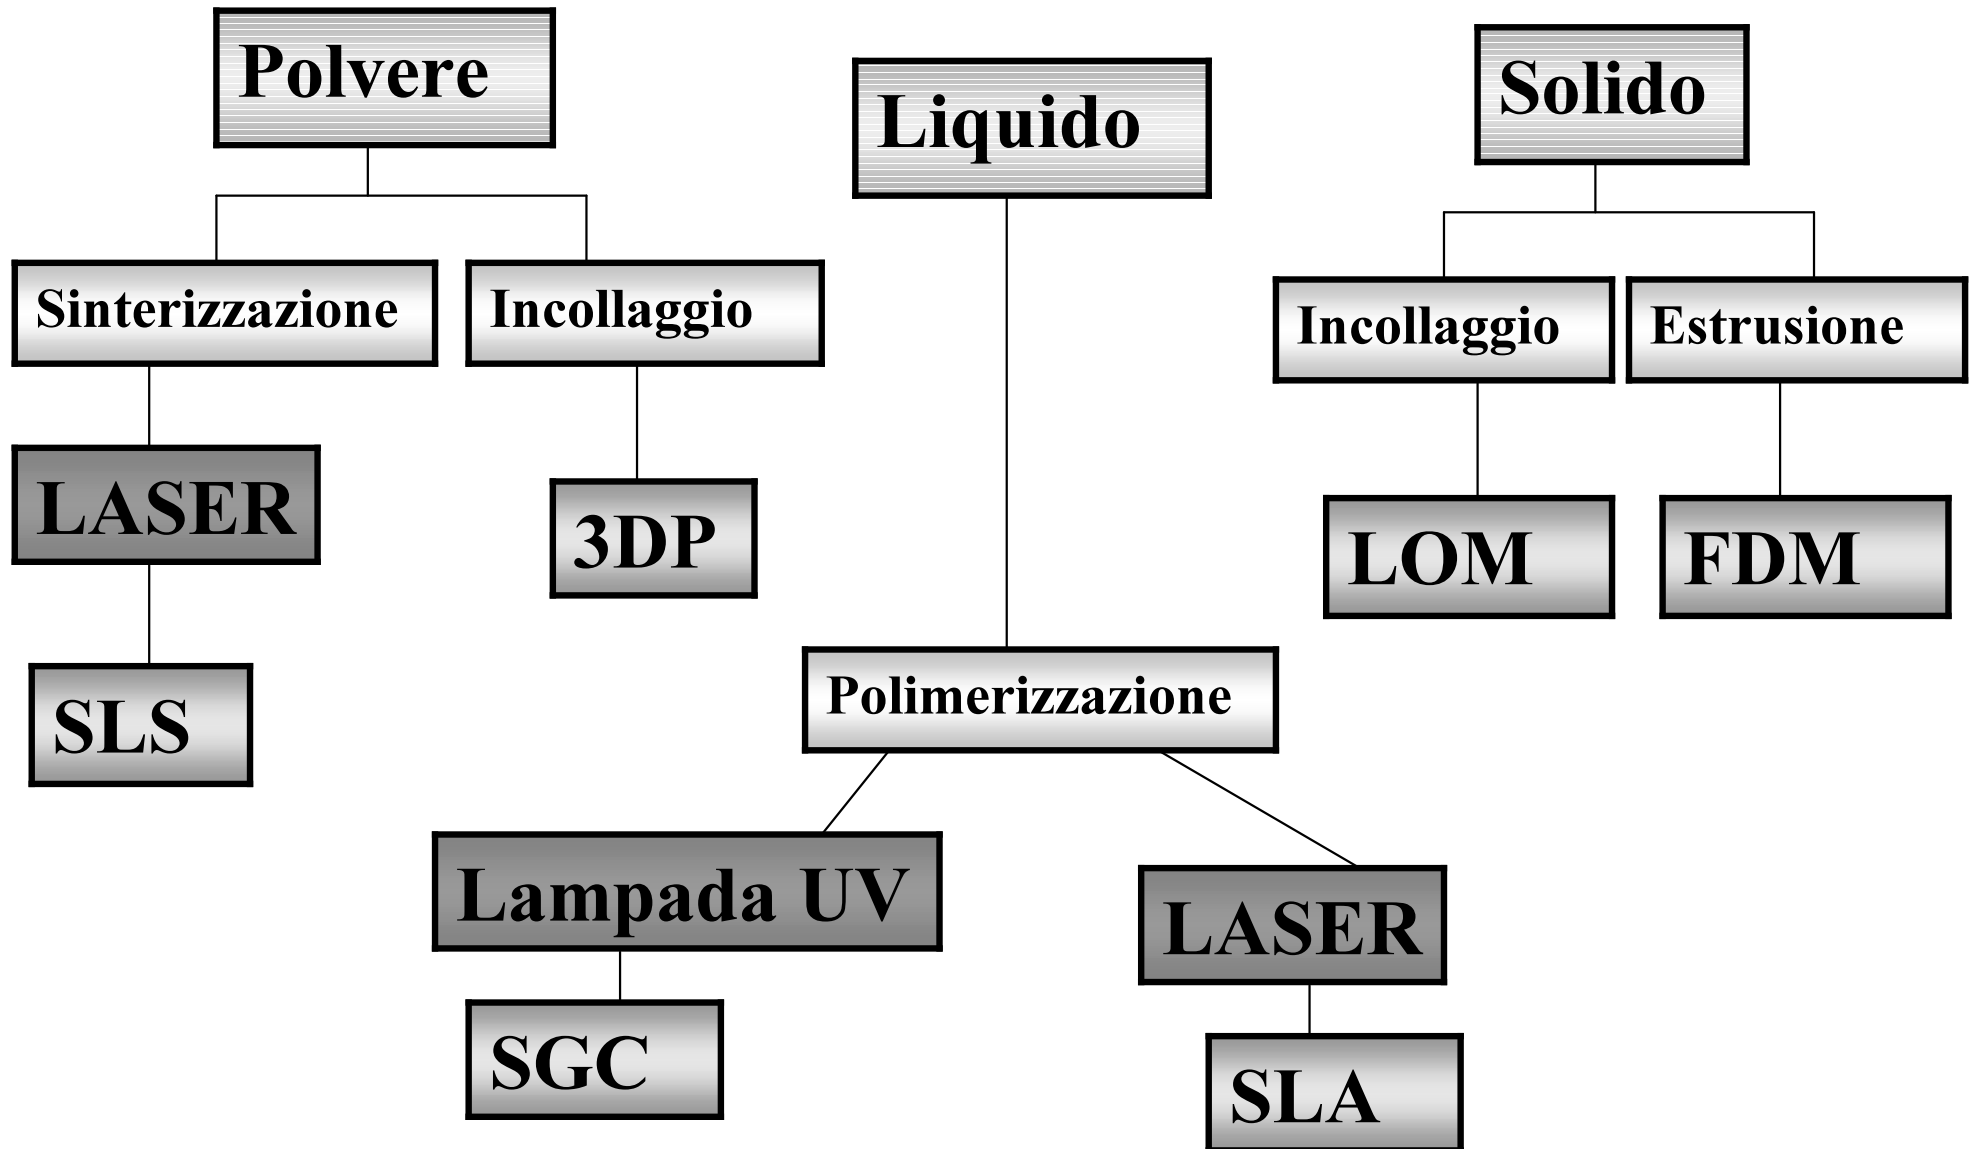 Polvere
Liquido
Solido
Sinterizzazione
Incollaggio
Incollaggio
Estrusione
LASER
3DP
LOM
FDM
SLS
Polimerizzazione
Lampada UV
LASER
SGC
SLA